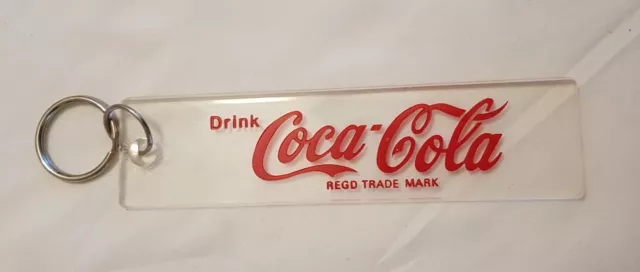 Drink Coca-Cola
REGD TRADE MARK